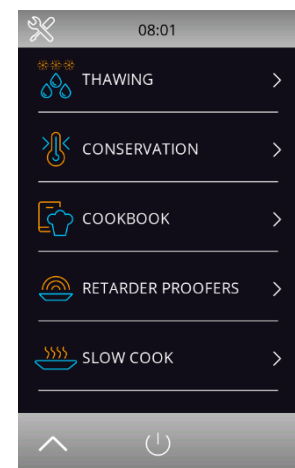 08:01
THAWING
CONSERVATION
COOKBOOK
RETARDER PROOFERS
SLOW COOK